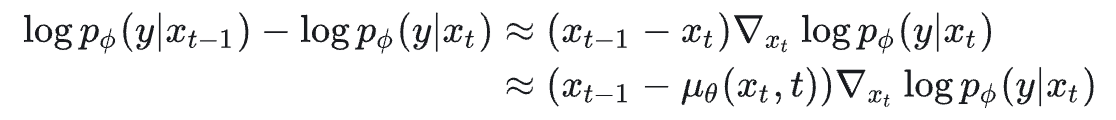 log p_ϕ(y|x_{t−1}) − log p_ϕ(y|x_t) ≈ (x_{t−1} − x_t)∇_{x_t} log p_ϕ(y|x_t)
≈ (x_{t−1} − μ_θ(x_t, t))∇_{x_t} log p_ϕ(y|x_t)